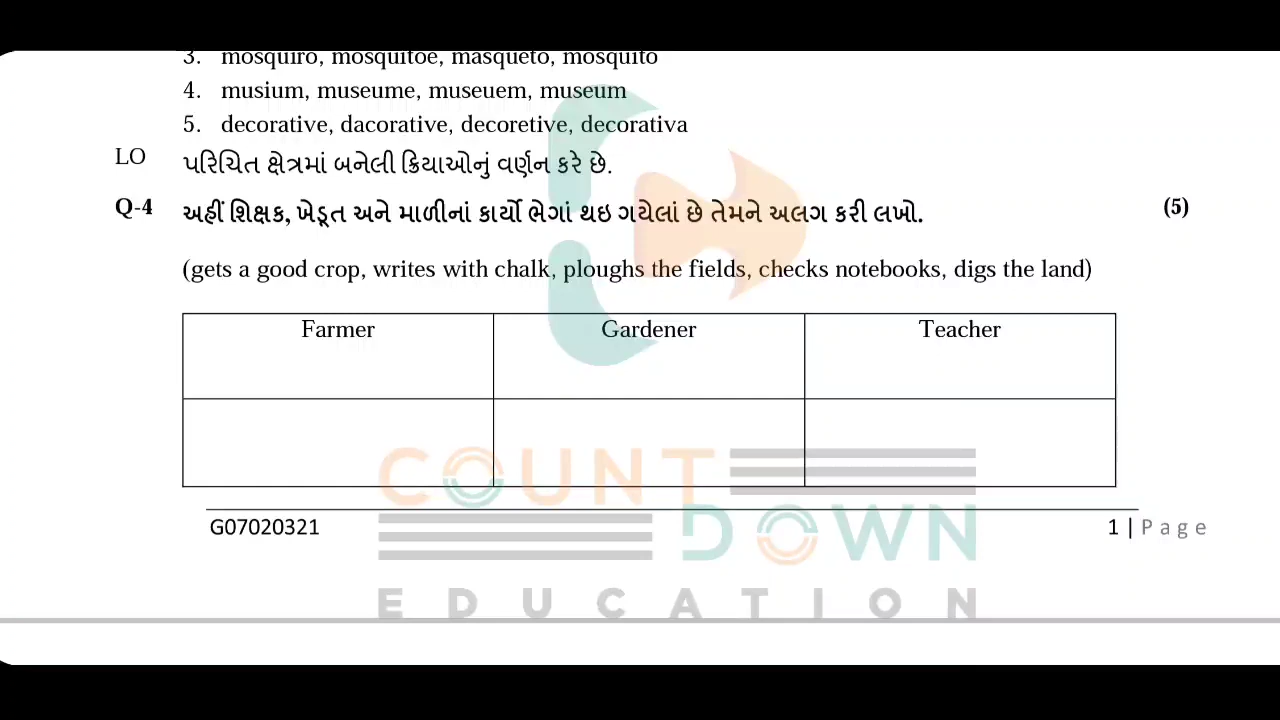 3. mosquiro, mosquitoe, masqueto, mosquito
4. musium, museume, museuem, museum
5. decorative, dacorative, decoretive, decorativa
LO પરિચિત ક્ષેત્રમાં બનેલી ક્રિયાઓનું વર્ણન કરે છે.
Q-4 અહીં શિક્ષક, ખેડૂત અને માળીનાં કાર્યો ભેગાં થઇ ગયેલાં છે તેમને અલગ કરી લખો. (5)
(gets a good crop, writes with chalk, ploughs the fields, checks notebooks, digs the land)
Farmer Gardener Teacher
COUNT
DOWN
EDUCATION
G07020321 1 | Page